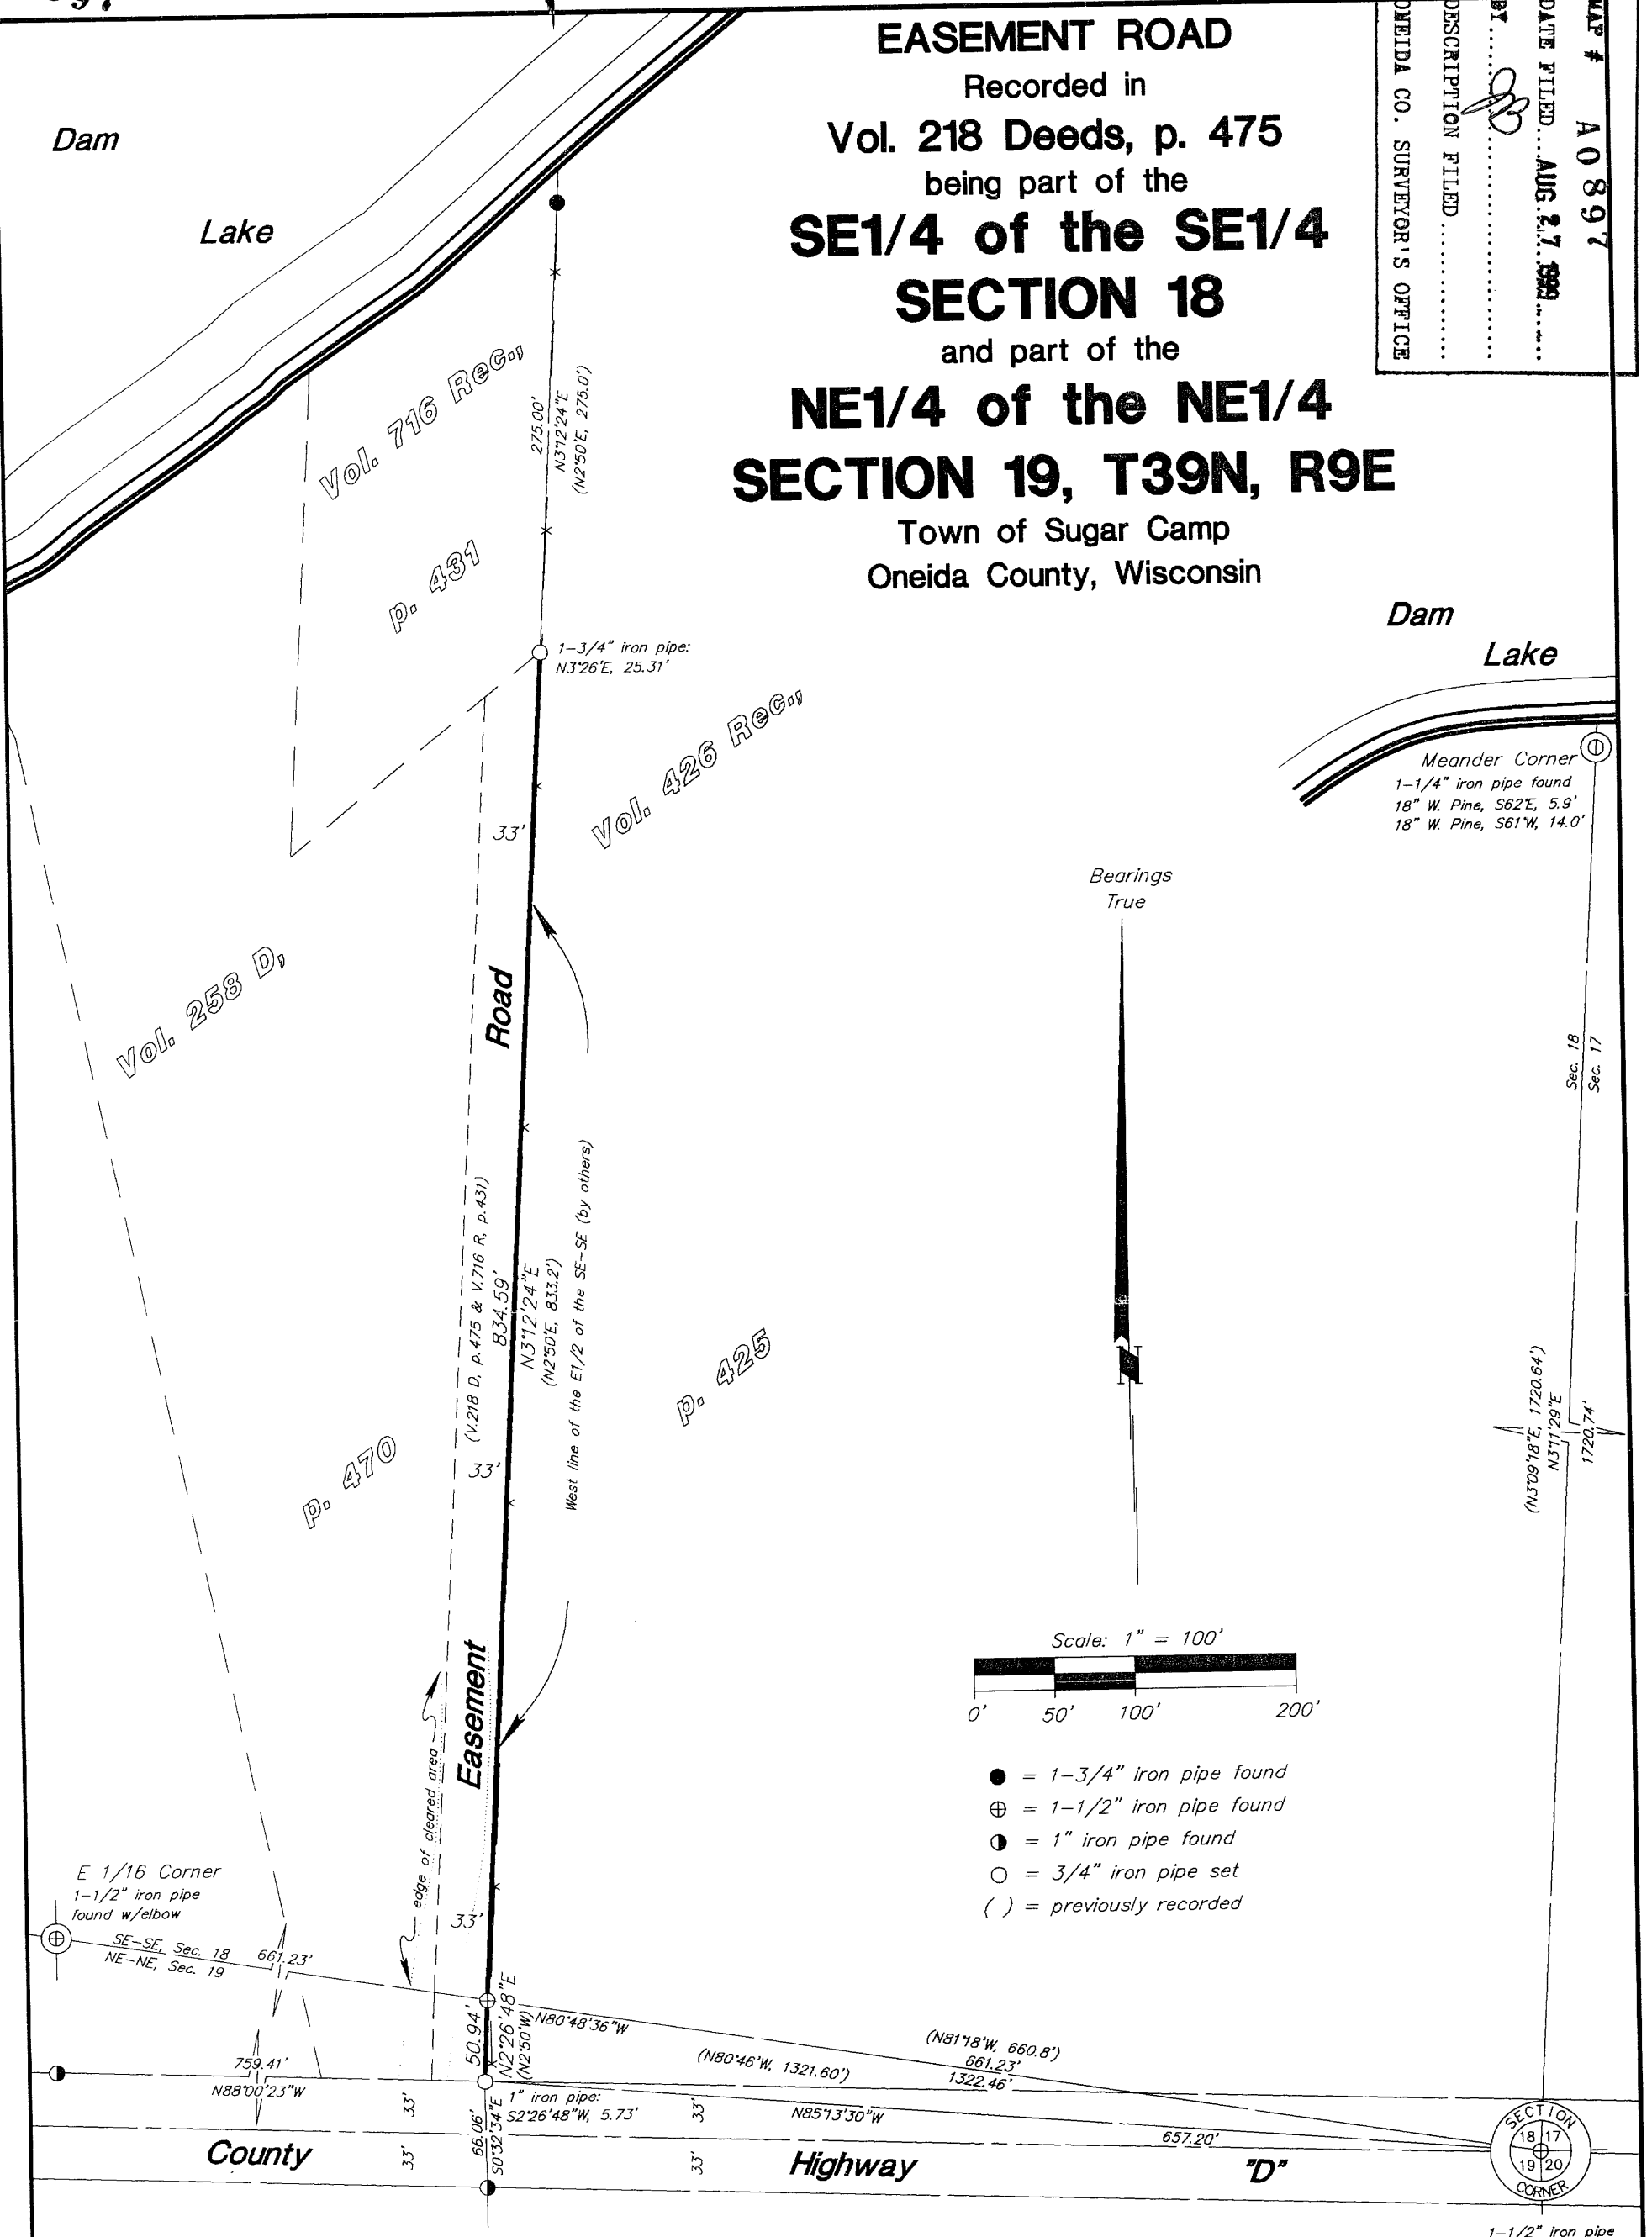 EASEMENT ROAD
Recorded in
Vol. 218 Deeds, p. 475
being part of the
SE1/4 of the SE1/4
SECTION 18
and part of the
NE1/4 of the NE1/4
SECTION 19, T39N, R9E
Town of Sugar Camp
Oneida County, Wisconsin
MAP # A0897
DATE FILED...AUG 27 1999......
BY
DESCRIPTION FILED
ONEIDA CO. SURVEYOR'S OFFICE
Dam
Lake
Vol. 716 Rec.,
p. 431
275.00'
N3°12'24"E
(N2°50'E, 275.0')
1-3/4" iron pipe:
N3°26'E, 25.31'
Dam
Lake
Meander Corner
1-1/4" iron pipe found
18" W. Pine, S62°E, 5.9'
18" W. Pine, S61°W, 14.0'
Vol. 426 Rec.,
p. 425
33'
Bearings
True
N
Vol. 258 D,
p. 470
Road
Sec. 18
Sec. 17
(V.218 D, p.475 & V.716 R, p.431)
834.59'
N3°12'24"E
(N2°50'E, 833.2')
West line of the E1/2 of the SE-SE (by others)
33'
(N3°09'18"E, 1720.64')
N3°11'29"E
1720.74'
Easement
edge of cleared area
33'
Scale: 1" = 100'
0' 50' 100' 200'
= 1-3/4" iron pipe found
= 1-1/2" iron pipe found
= 1" iron pipe found
= 3/4" iron pipe set
( ) = previously recorded
E 1/16 Corner
1-1/2" iron pipe
found w/elbow
SE-SE, Sec. 18
NE-NE, Sec. 19
661.23'
50.94'
N2°26'48"E
(N2°50'W)
N80°48'36"W
(N81°18'W, 660.8')
661.23'
(N80°46'W, 1321.60')
1322.46'
759.41'
N88°00'23"W
1" iron pipe:
S2°26'48"W, 5.73'
66.06'
S0°32'34"E
33'
33'
33'
33'
N85°13'30"W
657.20'
County Highway "D"
SECTION
18 17
19 20
CORNER
1-1/2" iron pipe